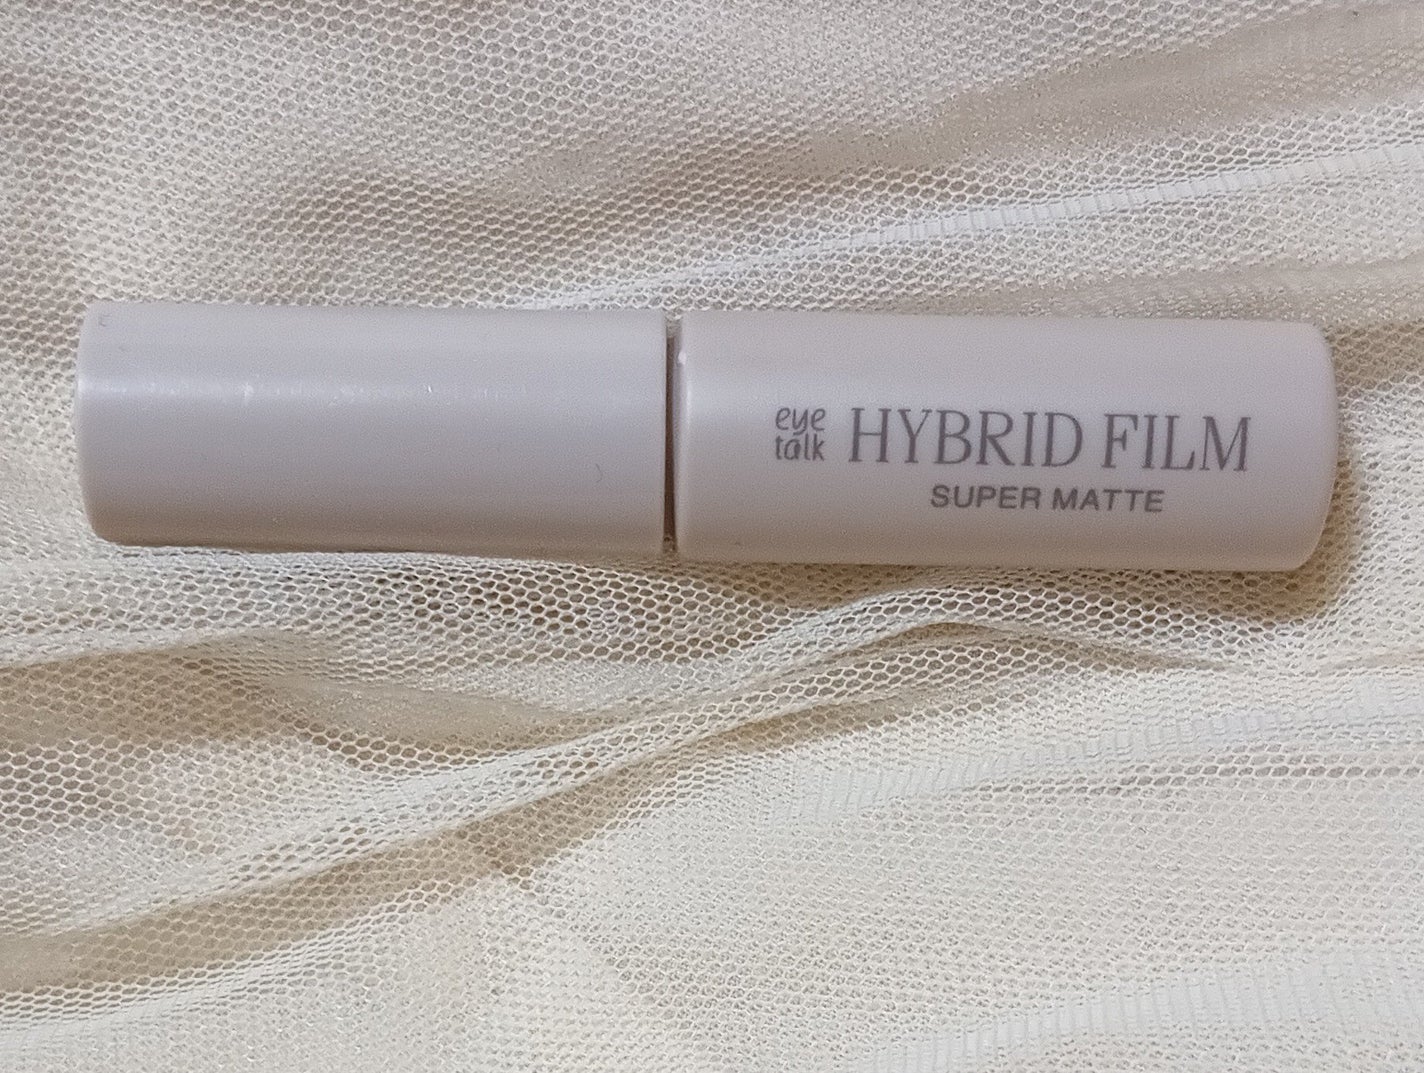 eye
talk
HYBRID FILM
SUPER MATTE